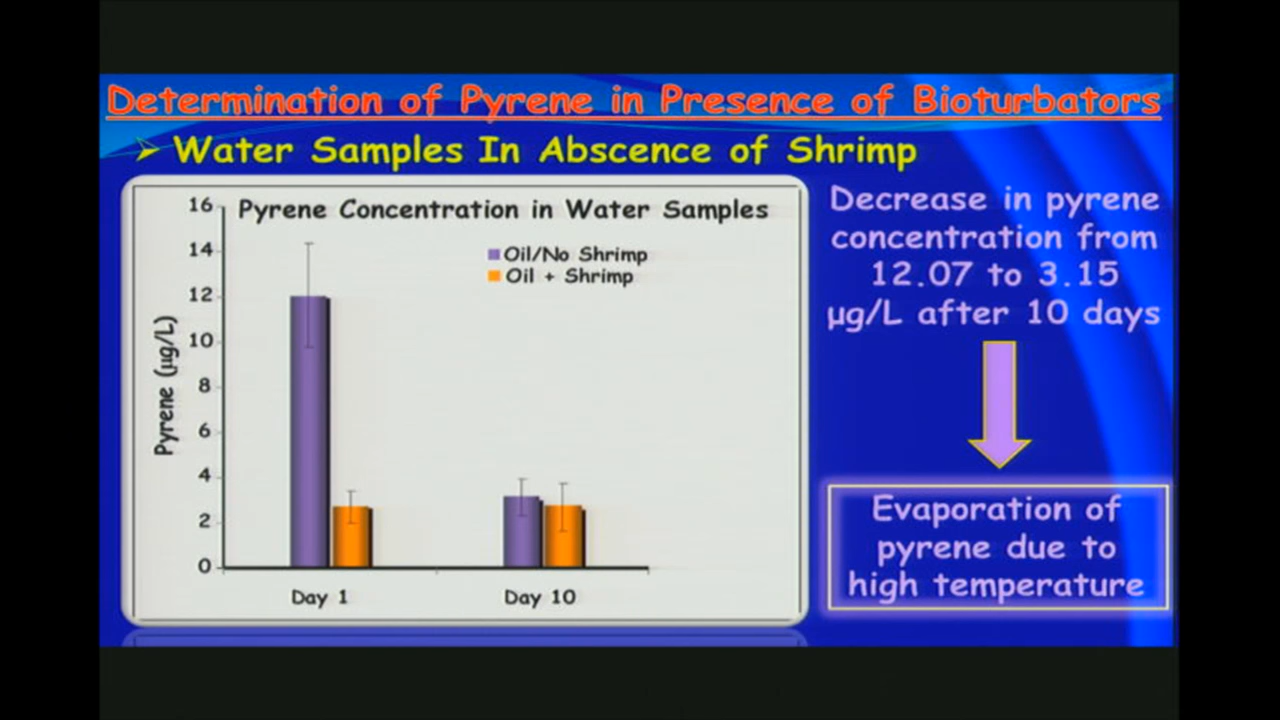 Determination of Pyrene in Presence of Bioturbators
Water Samples In Abscence of Shrimp
Pyrene Concentration in Water Samples
Oil/No Shrimp
Oil + Shrimp
Pyrene (µg/L)
16
14
12
10
8
6
4
2
0
Day 1
Day 10
Decrease in pyrene
concentration from
12.07 to 3.15
µg/L after 10 days
Evaporation of
pyrene due to
high temperature